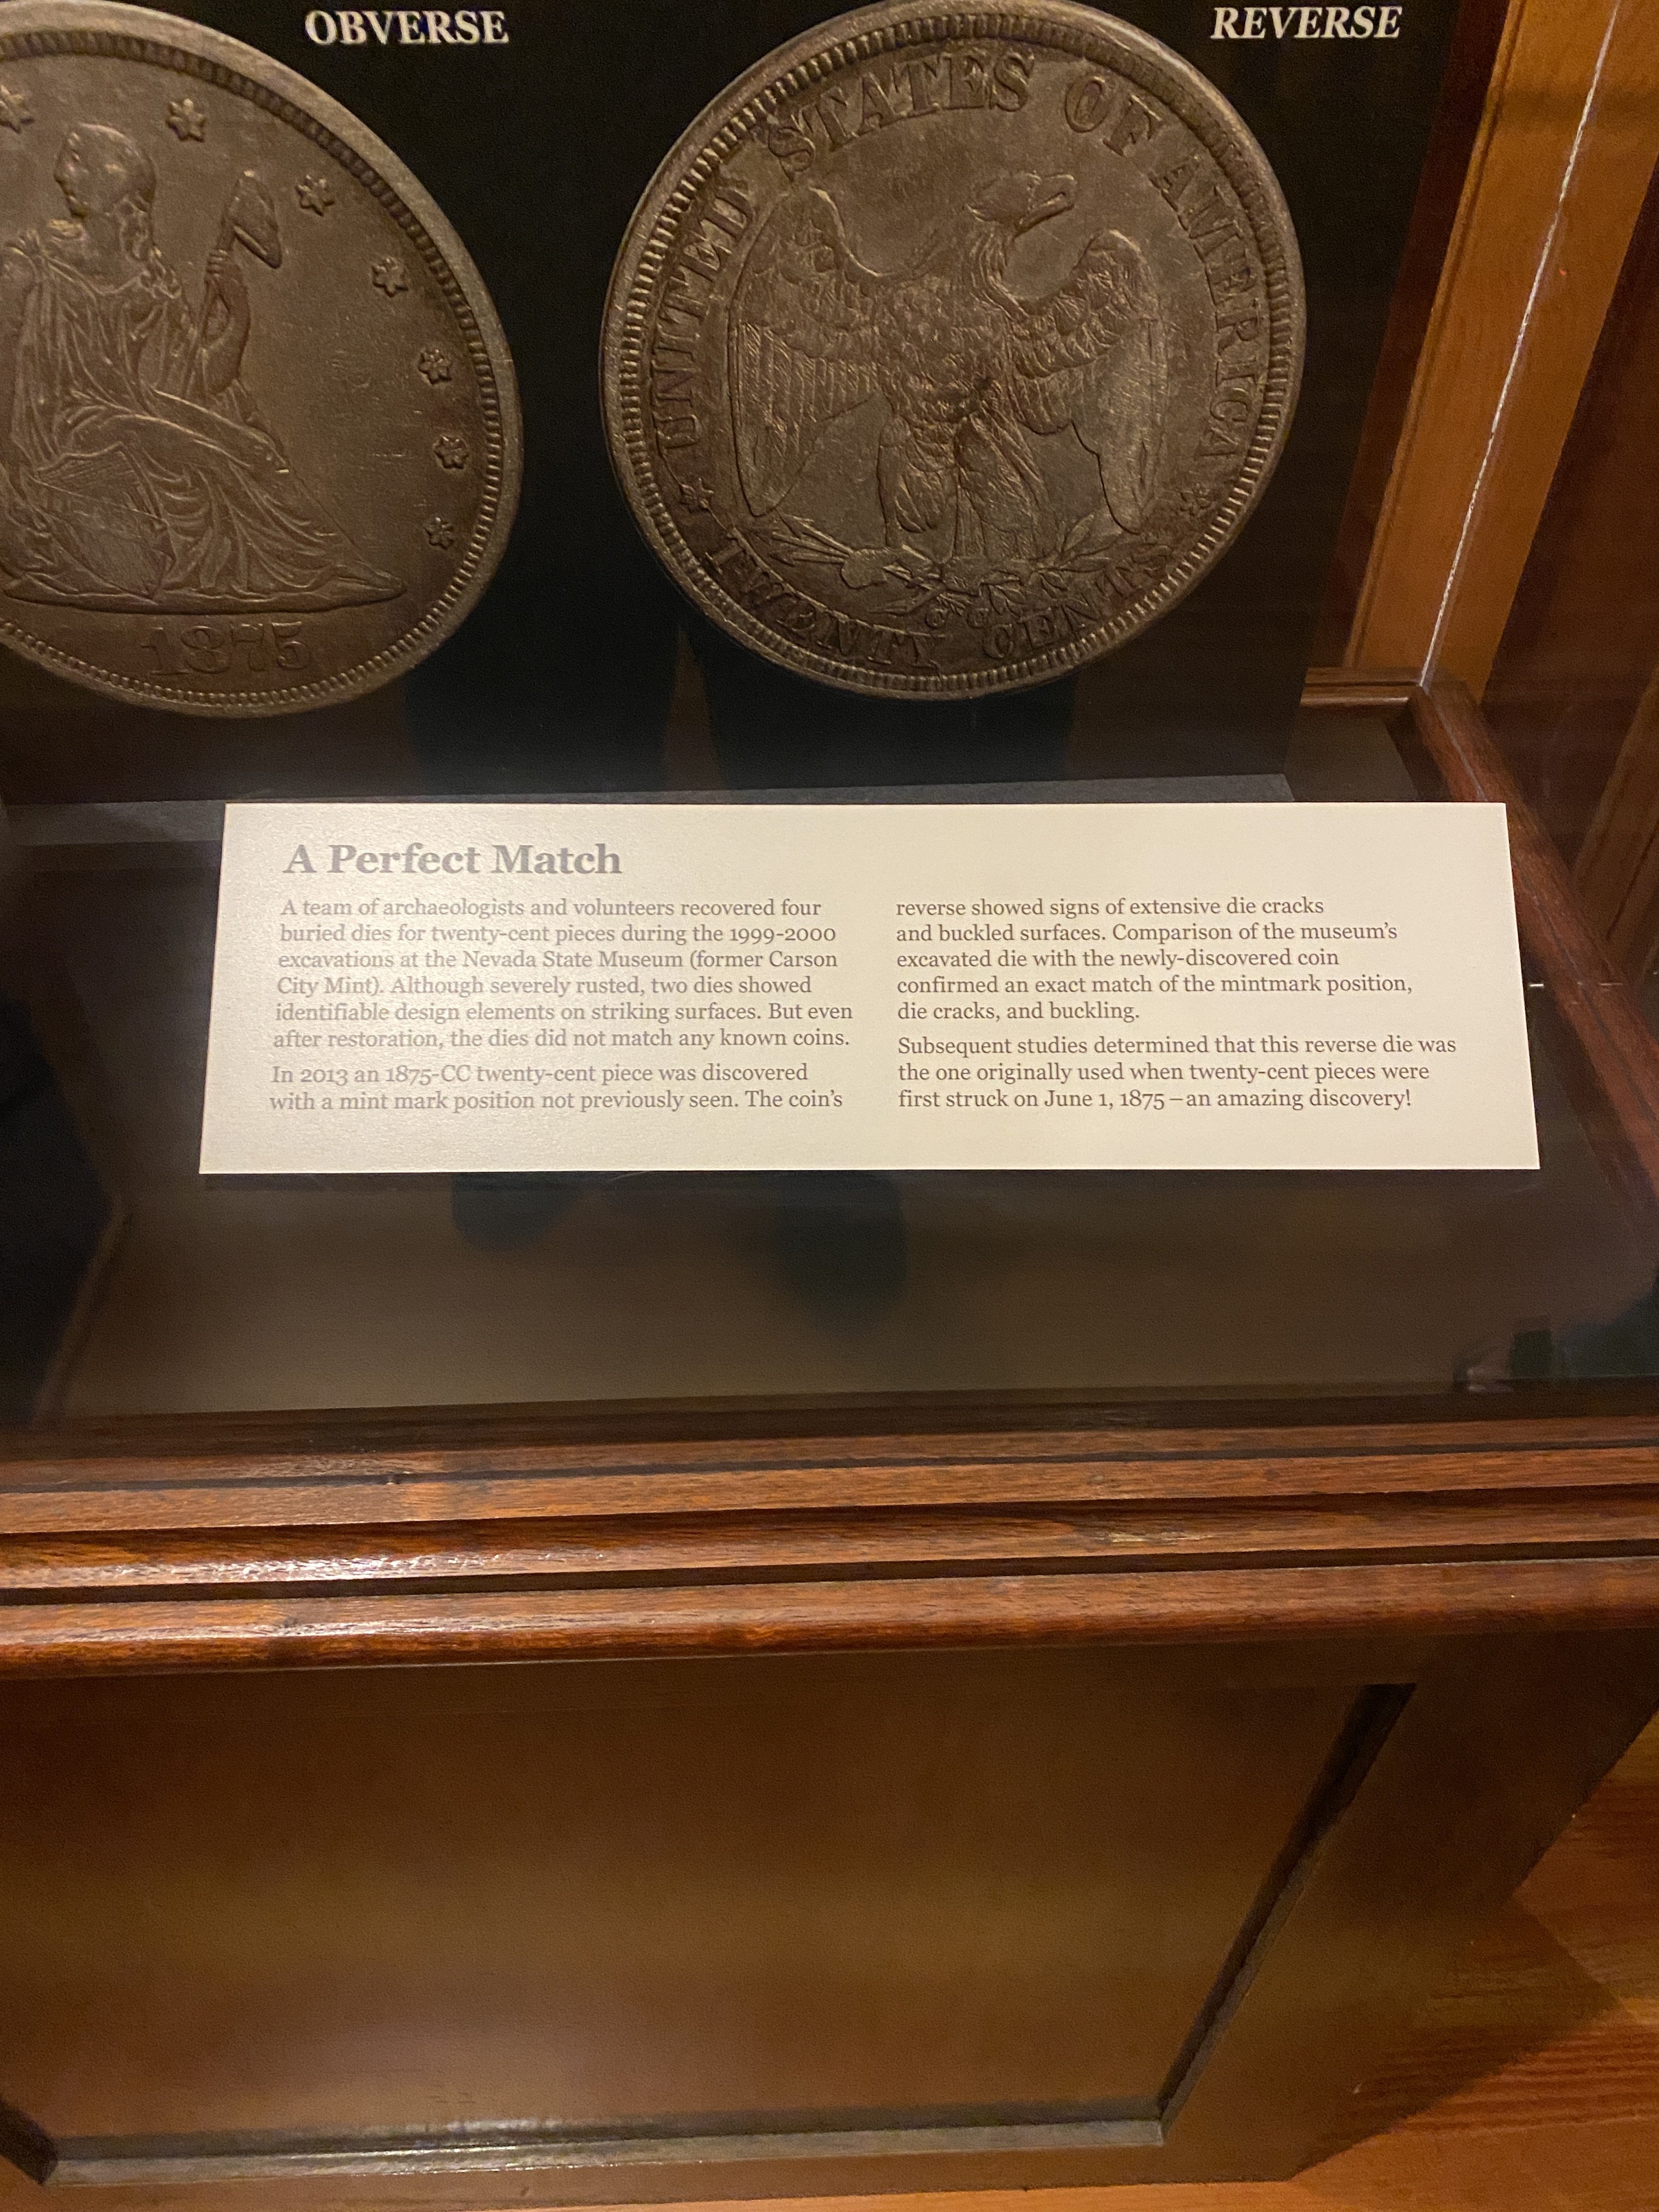 OBVERSE
REVERSE
1875
UNITED STATES OF AMERICA
CC
TWENTY CENTS
A Perfect Match
A team of archaeologists and volunteers recovered four
buried dies for twenty-cent pieces during the 1999-2000
excavations at the Nevada State Museum (former Carson
City Mint). Although severely rusted, two dies showed
identifiable design elements on striking surfaces. But even
after restoration, the dies did not match any known coins.
In 2013 an 1875-CC twenty-cent piece was discovered
with a mint mark position not previously seen. The coin's
reverse showed signs of extensive die cracks
and buckled surfaces. Comparison of the museum's
excavated die with the newly-discovered coin
confirmed an exact match of the mintmark position,
die cracks, and buckling.
Subsequent studies determined that this reverse die was
the one originally used when twenty-cent pieces were
first struck on June 1, 1875 – an amazing discovery!